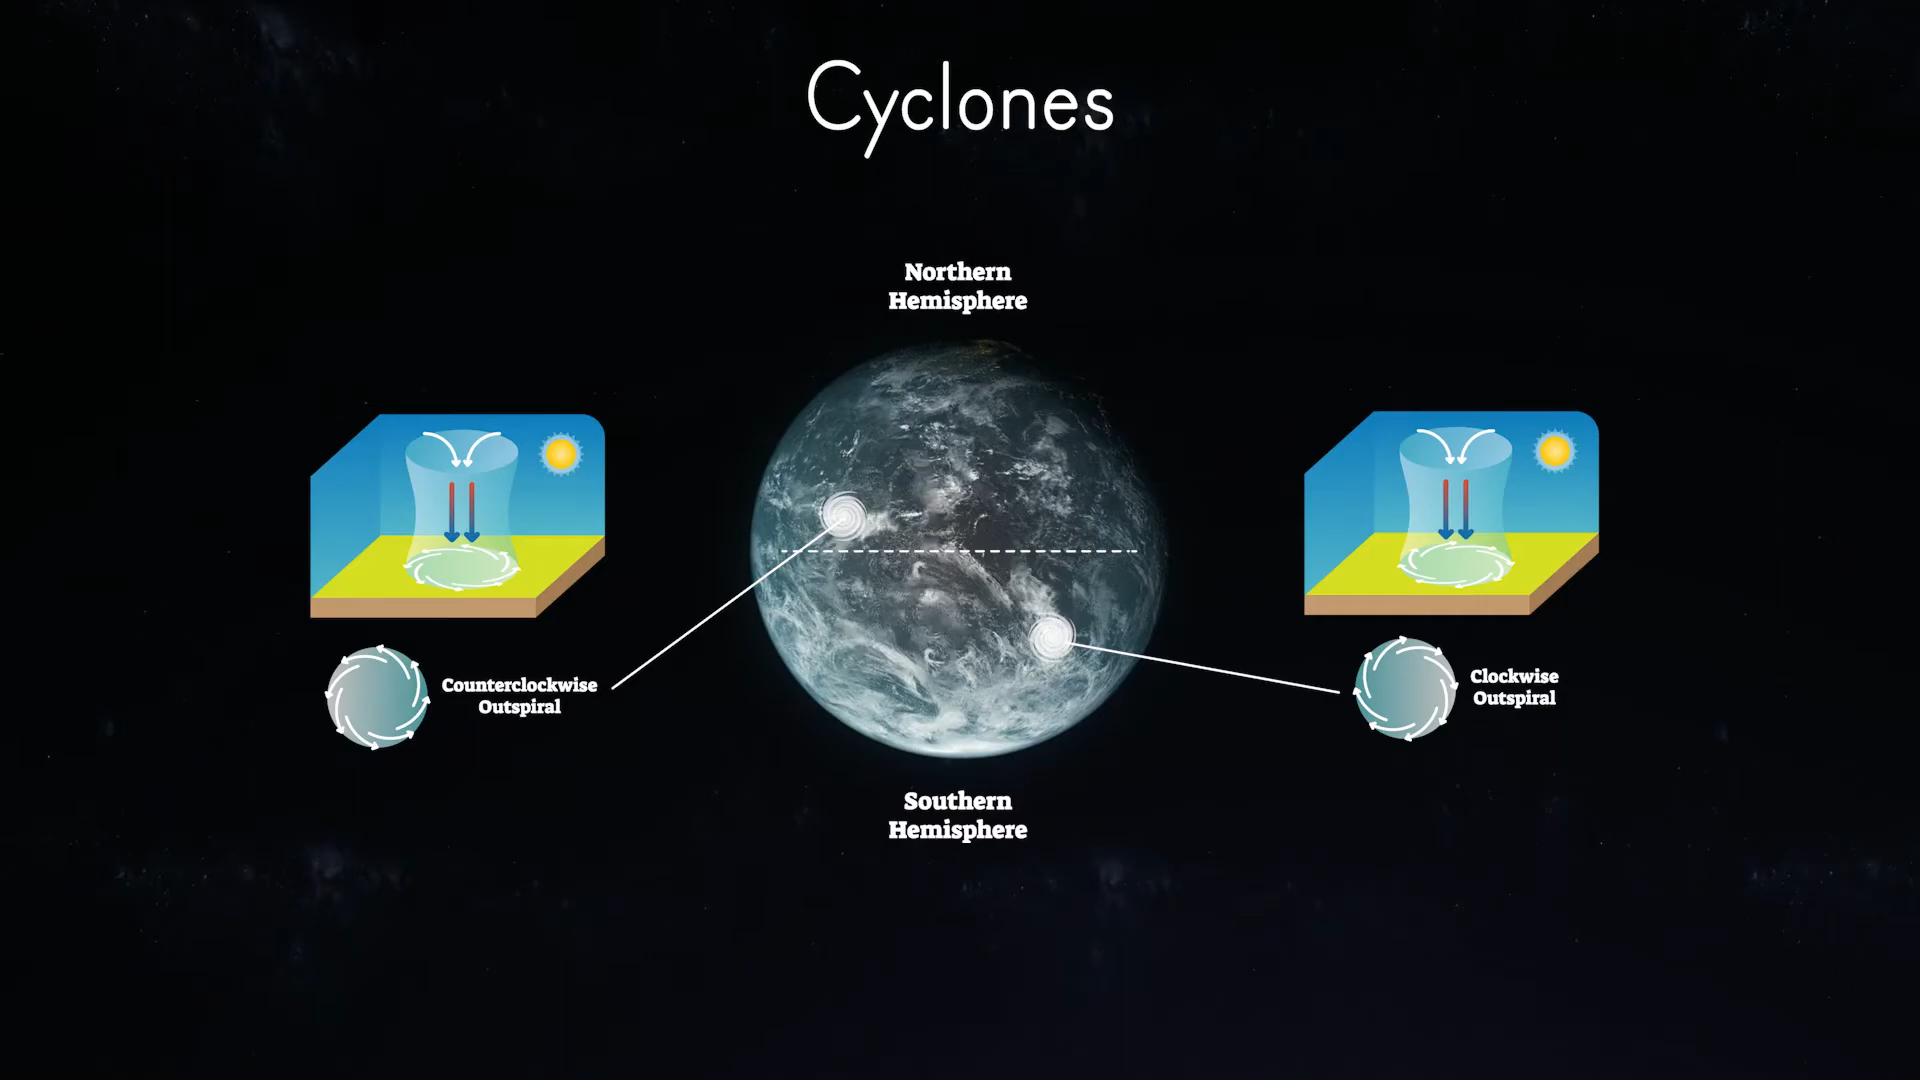 Cyclones
Northern
Hemisphere
Counterclockwise
Outspiral
Clockwise
Outspiral
Southern
Hemisphere